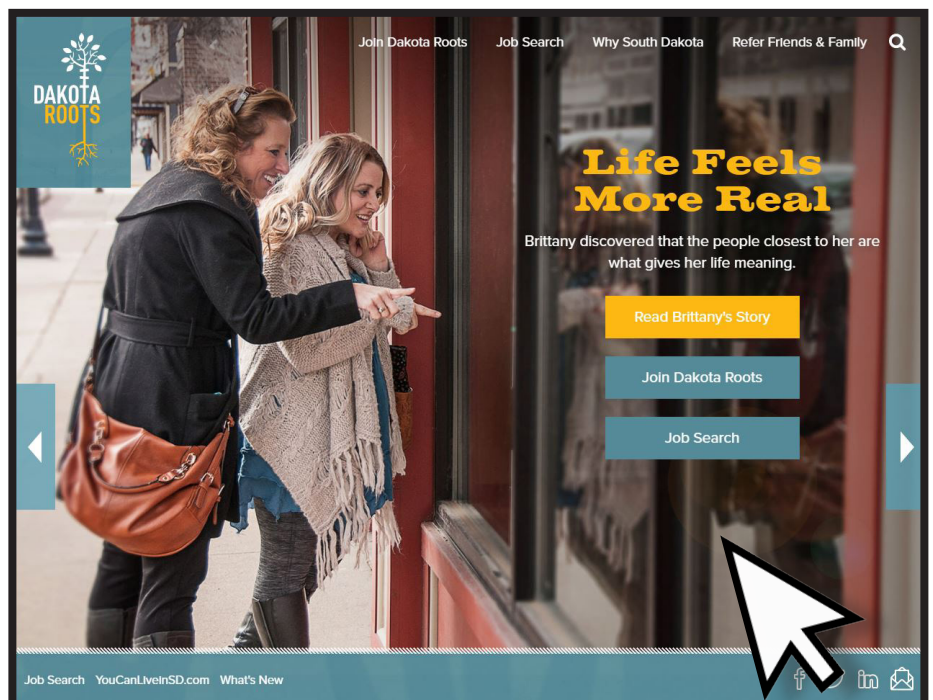 DAKOTA
ROOTS
Join Dakota Roots Job Search Why South Dakota Refer Friends & Family
Life Feels
More Real
Brittany discovered that the people closest to her are
what gives her life meaning.
Read Brittany's Story
Join Dakota Roots
Job Search
Job Search YouCanLiveInSD.com What's New
f in